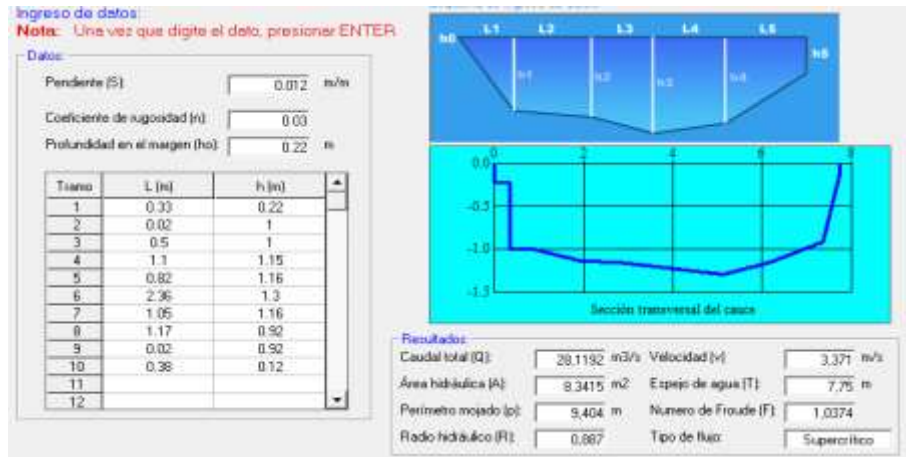 Ingreso de datos:
Nota: Una vez que digite el dato, presionar ENTER
Datos:
Pendiente (S): 0.012 m/m
Coeficiente de rugosidad (n): 0.03
Profundidad en el margen (ho): 0.22 m
Tramo L (m) h (m)
1 0.33 0.22
2 0.02 1
3 0.5 1
4 1.1 1.15
5 0.82 1.16
6 2.36 1.3
7 1.05 1.16
8 1.17 0.92
9 0.02 0.92
10 0.38 0.12
11
12
h0 L1 L2 L3 L4 L5 h5
h1 h2 h3 h4
0 2 4 6 8
0.0
-0.5
-1.0
-1.5
Sección transversal del cauce
Resultados:
Caudal total (Q): 28,1192 m3/s Velocidad (v): 3,371 m/s
Área hidráulica (A): 8,3415 m2 Espejo de agua (T): 7,75 m
Perímetro mojado (p): 9,404 m Numero de Froude (F): 1,0374
Radio hidráulico (R): 0,887 Tipo de flujo: Supercrítico